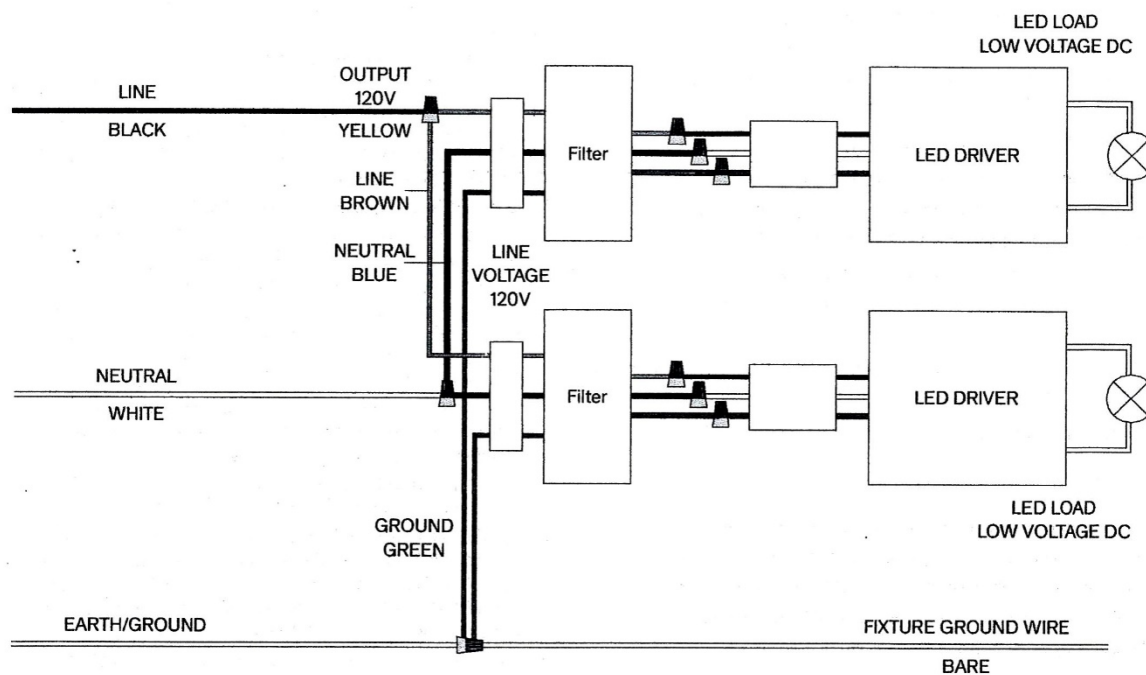 LED LOAD
LOW VOLTAGE DC
LINE
BLACK
OUTPUT
120V
YELLOW
Filter
LED DRIVER
LINE
BROWN
NEUTRAL
BLUE
LINE
VOLTAGE
120V
NEUTRAL
WHITE
Filter
LED DRIVER
LED LOAD
LOW VOLTAGE DC
GROUND
GREEN
EARTH/GROUND
FIXTURE GROUND WIRE
BARE